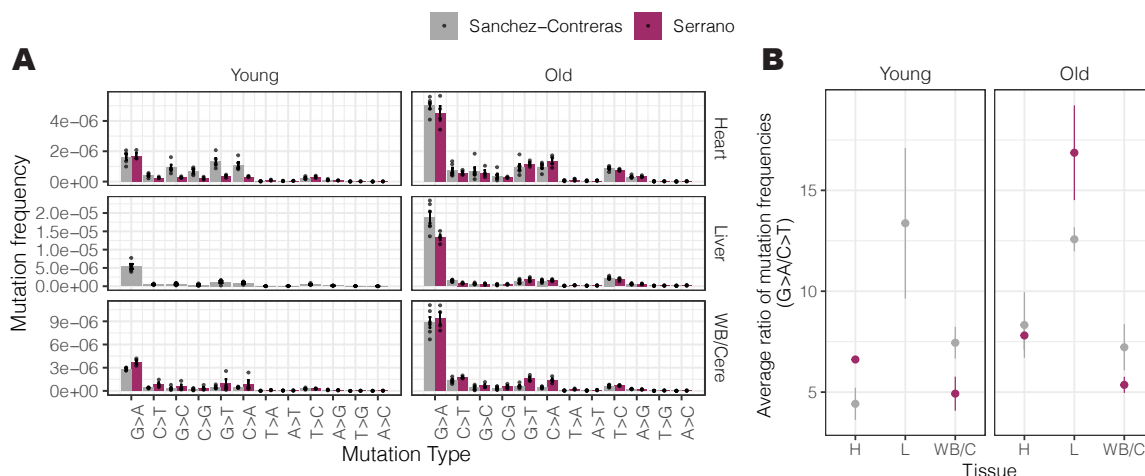 Sanchez−Contreras
Serrano
A
Young
Old
Mutation frequency
4e−06
2e−06
0e+00
Heart
2.0e−05
1.5e−05
1.0e−05
5.0e−06
0.0e+00
Liver
9e−06
6e−06
3e−06
0e+00
WB/Cere
G>A
C>T
G>C
C>G
G>T
C>A
T>A
A>T
T>C
A>G
T>G
A>C
G>A
C>T
G>C
C>G
G>T
C>A
T>A
A>T
T>C
A>G
T>G
A>C
Mutation Type
B
Young
Old
Average ratio of mutation frequencies
(G>A/C>T)
15
10
5
H
L
WB/C
H
L
WB/C
Tissue